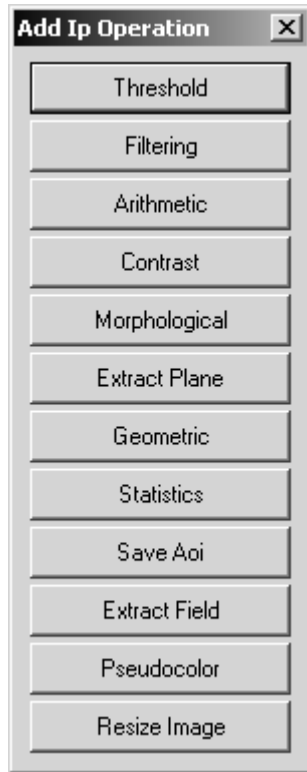 Add Ip Operation
Threshold
Filtering
Arithmetic
Contrast
Morphological
Extract Plane
Geometric
Statistics
Save Aoi
Extract Field
Pseudocolor
Resize Image